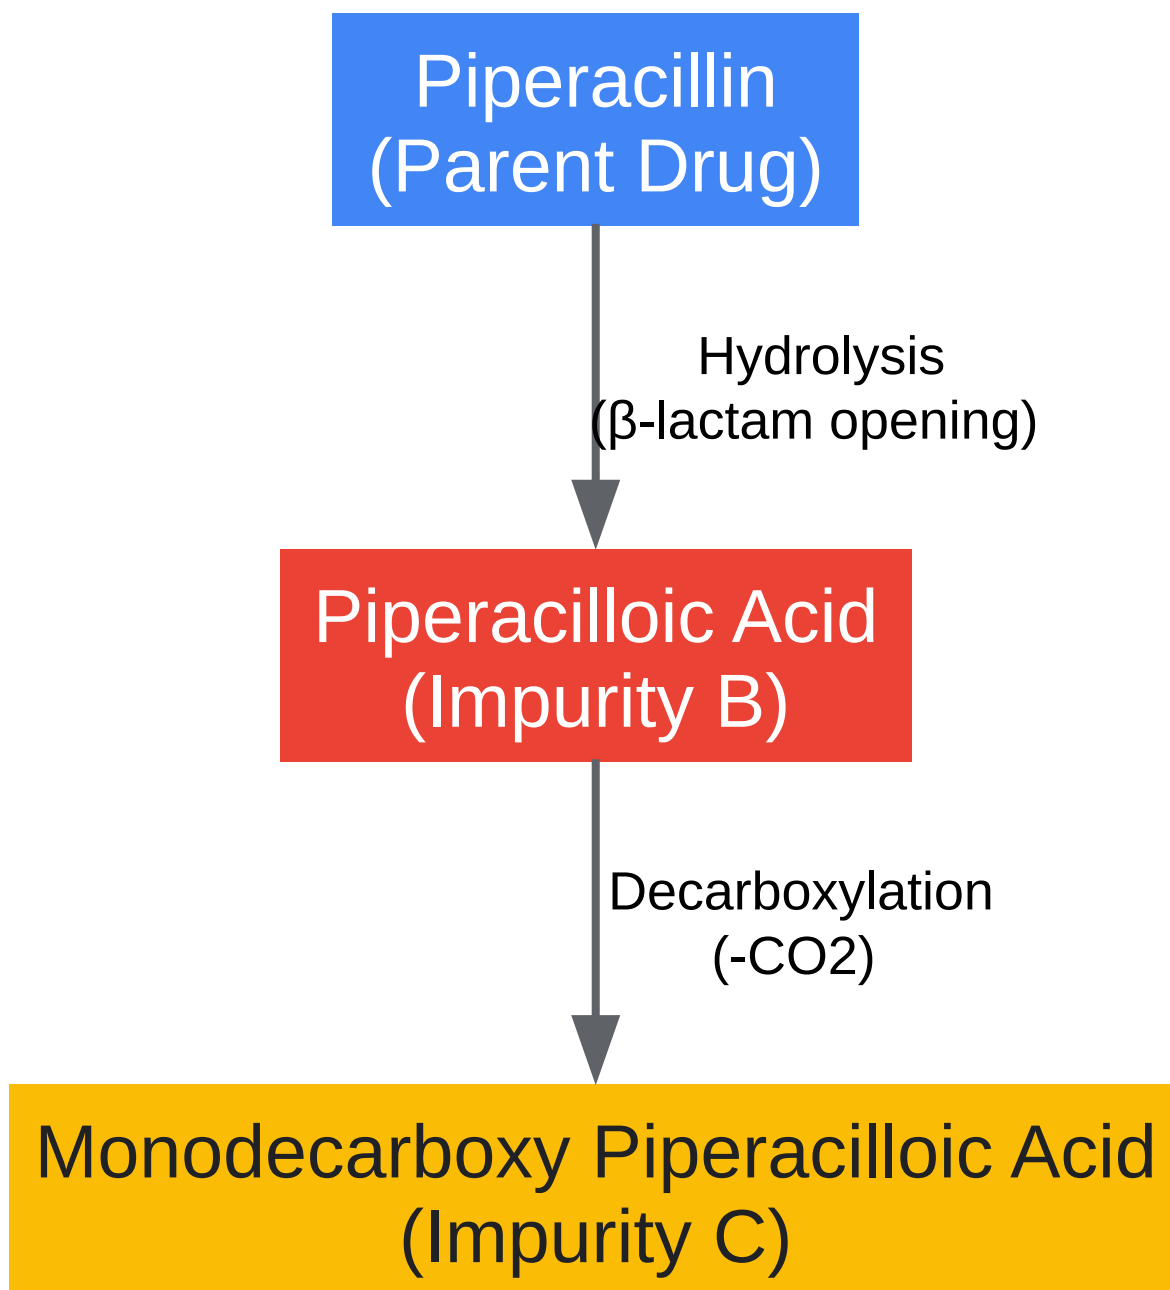 Piperacillin
(Parent Drug)
Hydrolysis
(β-lactam opening)
Piperacilloic Acid
(Impurity B)
Decarboxylation
(-CO2)
Monodecarboxy Piperacilloic Acid
(Impurity C)